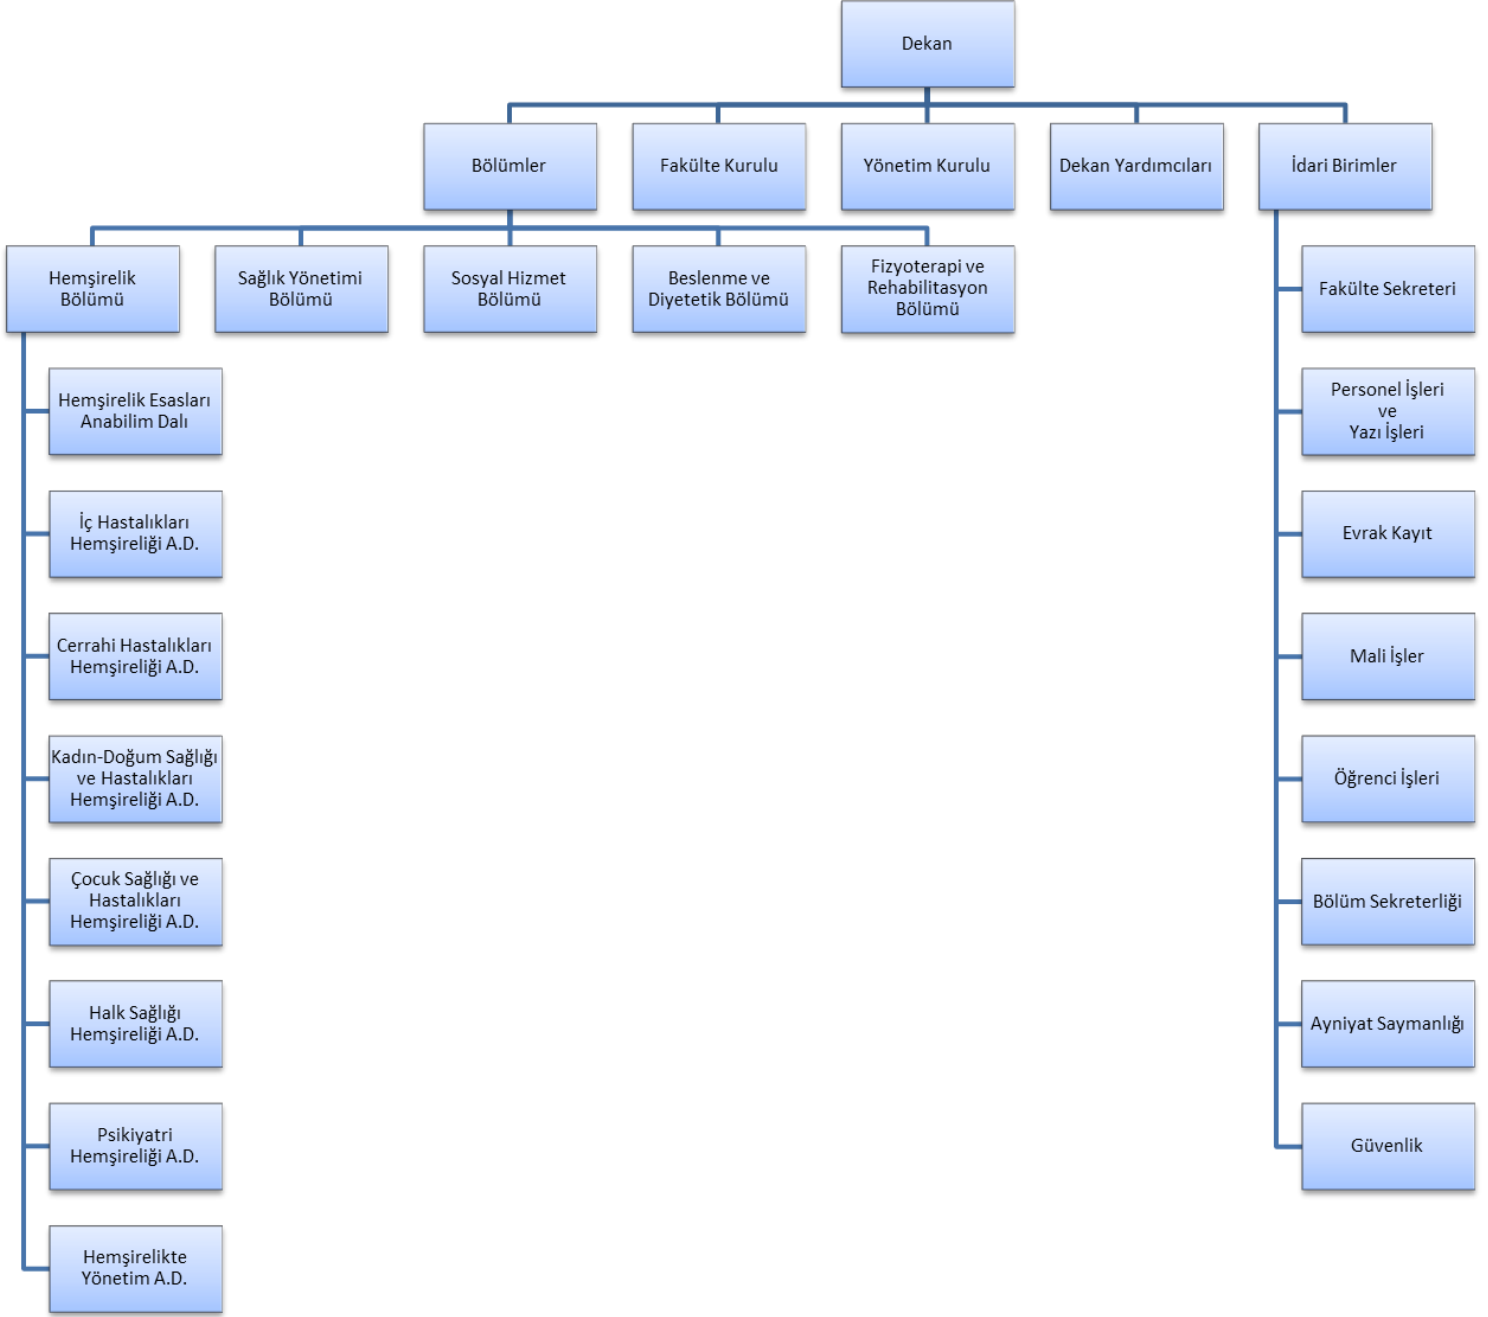 Dekan
Bölümler
Fakülte Kurulu
Yönetim Kurulu
Dekan Yardımcıları
İdari Birimler
Hemşirelik
Bölümü
Sağlık Yönetimi
Bölümü
Sosyal Hizmet
Bölümü
Beslenme ve
Diyetetik Bölümü
Fizyoterapi ve
Rehabilitasyon
Bölümü
Hemşirelik Esasları
Anabilim Dalı
İç Hastalıkları
Hemşireliği A.D.
Cerrahi Hastalıkları
Hemşireliği A.D.
Kadın-Doğum Sağlığı
ve Hastalıkları
Hemşireliği A.D.
Çocuk Sağlığı ve
Hastalıkları
Hemşireliği A.D.
Halk Sağlığı
Hemşireliği A.D.
Psikiyatri
Hemşireliği A.D.
Hemşirelikte
Yönetim A.D.
Fakülte Sekreteri
Personel İşleri
ve
Yazı İşleri
Evrak Kayıt
Mali İşler
Öğrenci İşleri
Bölüm Sekreterliği
Ayniyat Saymanlığı
Güvenlik